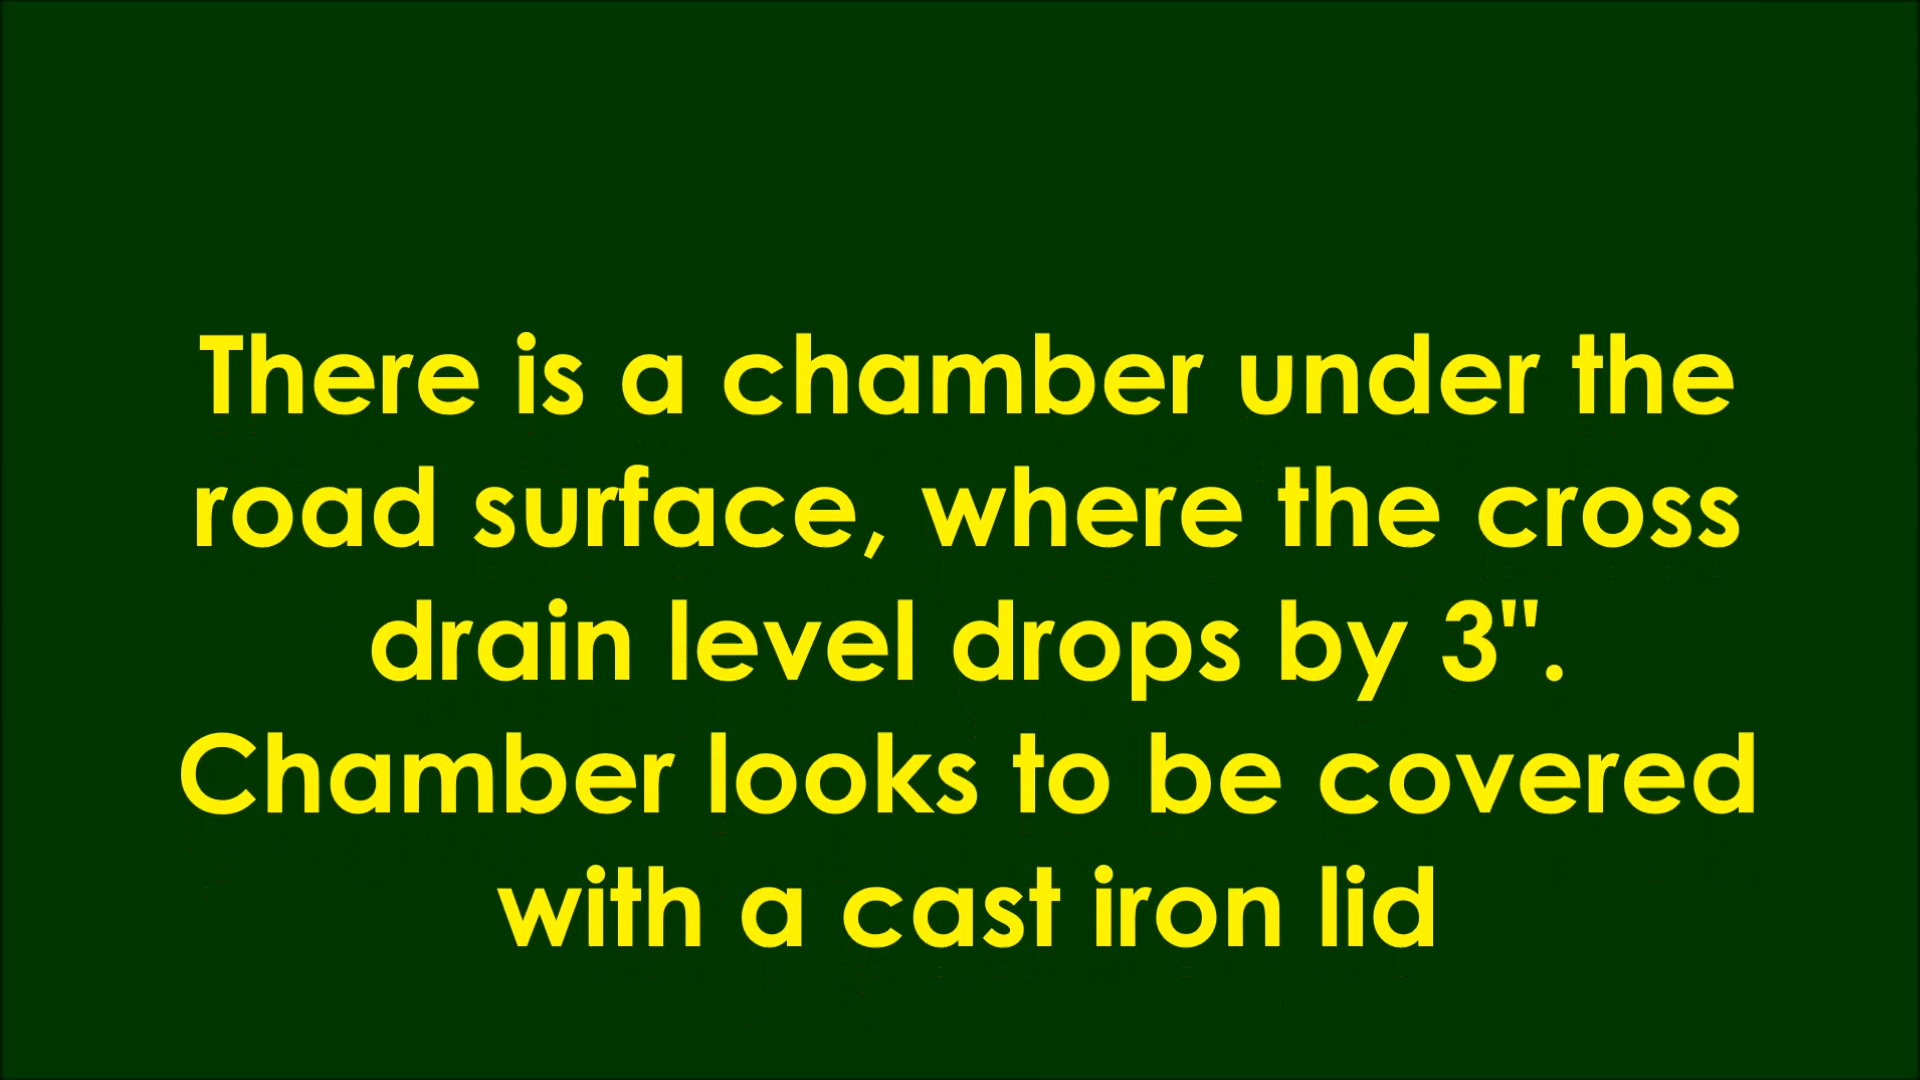 There is a chamber under the
road surface, where the cross
drain level drops by 3".
Chamber looks to be covered
with a cast iron lid